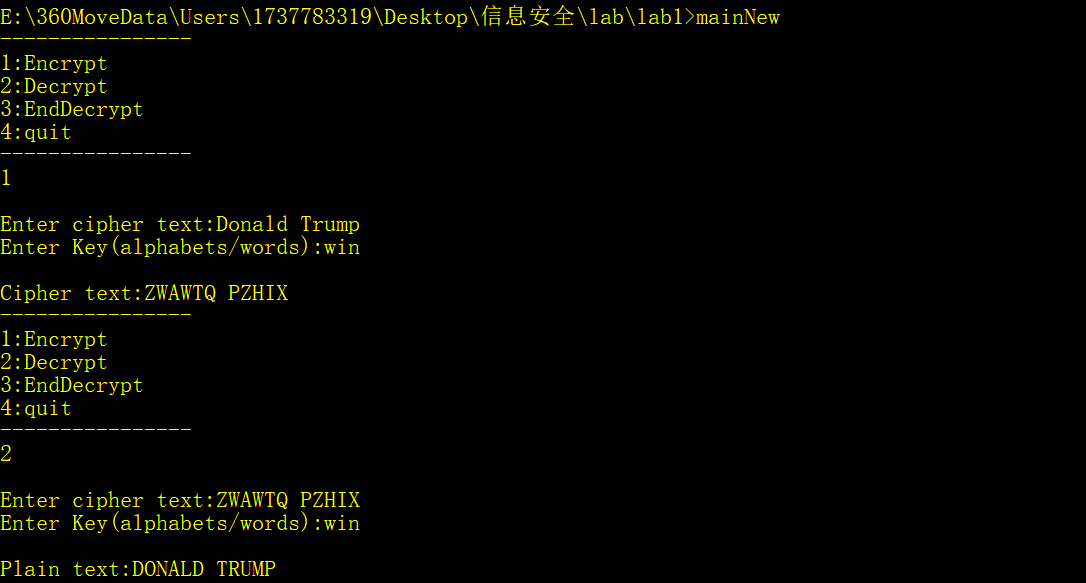 E:\360MoveData\Users\1737783319\Desktop\信息安全\lab\lab1>mainNew
----------------
1:Encrypt
2:Decrypt
3:EndDecrypt
4:quit
----------------
1
Enter cipher text:Donald Trump
Enter Key(alphabets/words):win
Cipher text:ZWAWTQ PZHIX
----------------
1:Encrypt
2:Decrypt
3:EndDecrypt
4:quit
----------------
2
Enter cipher text:ZWAWTQ PZHIX
Enter Key(alphabets/words):win
Plain text:DONALD TRUMP